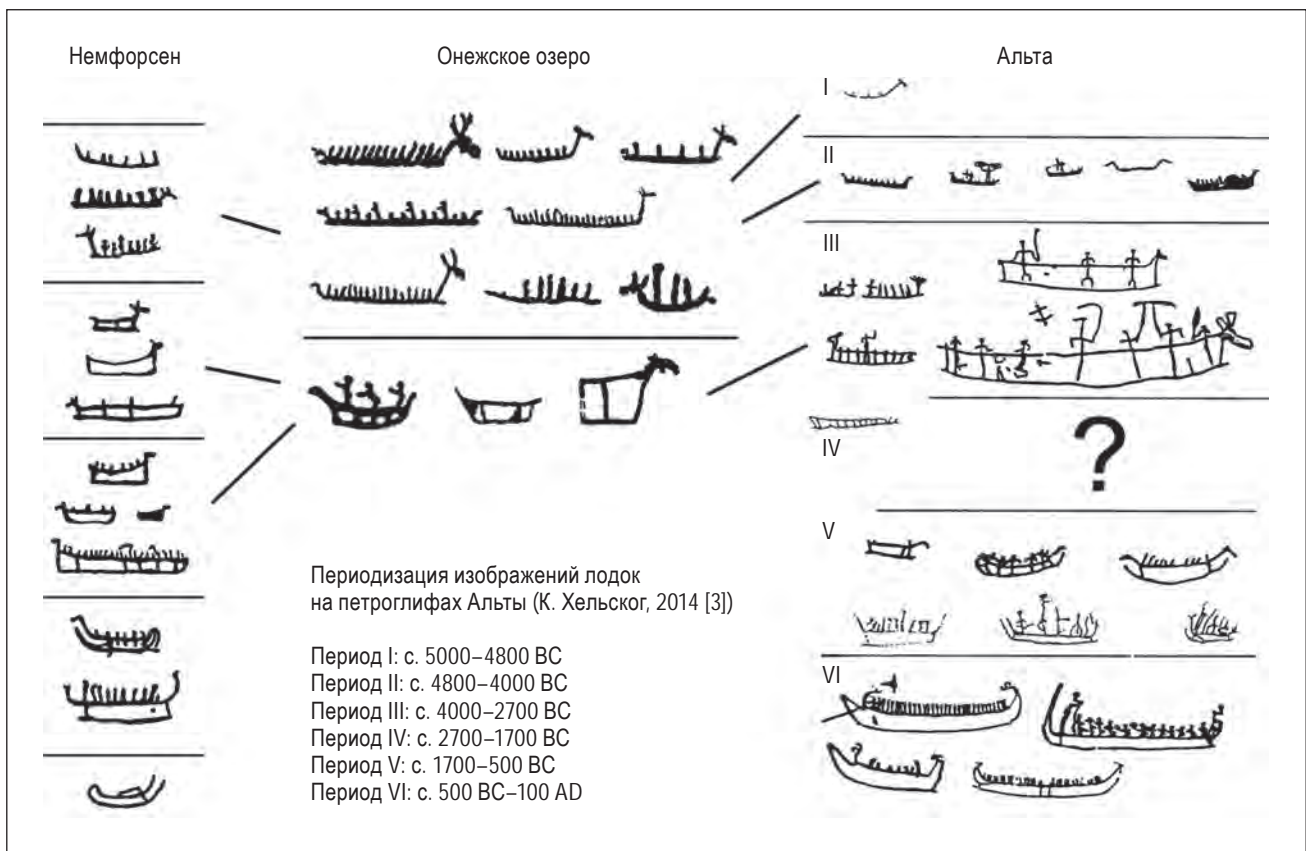 Немфорсен
Онежское озеро
Альта
I
II
III
IV
?
V
VI
Периодизация изображений лодок
на петроглифах Альты (К. Хельског, 2014 [3])
Период I: с. 5000–4800 BC
Период II: с. 4800–4000 BC
Период III: с. 4000–2700 BC
Период IV: с. 2700–1700 BC
Период V: с. 1700–500 BC
Период VI: с. 500 BC–100 AD